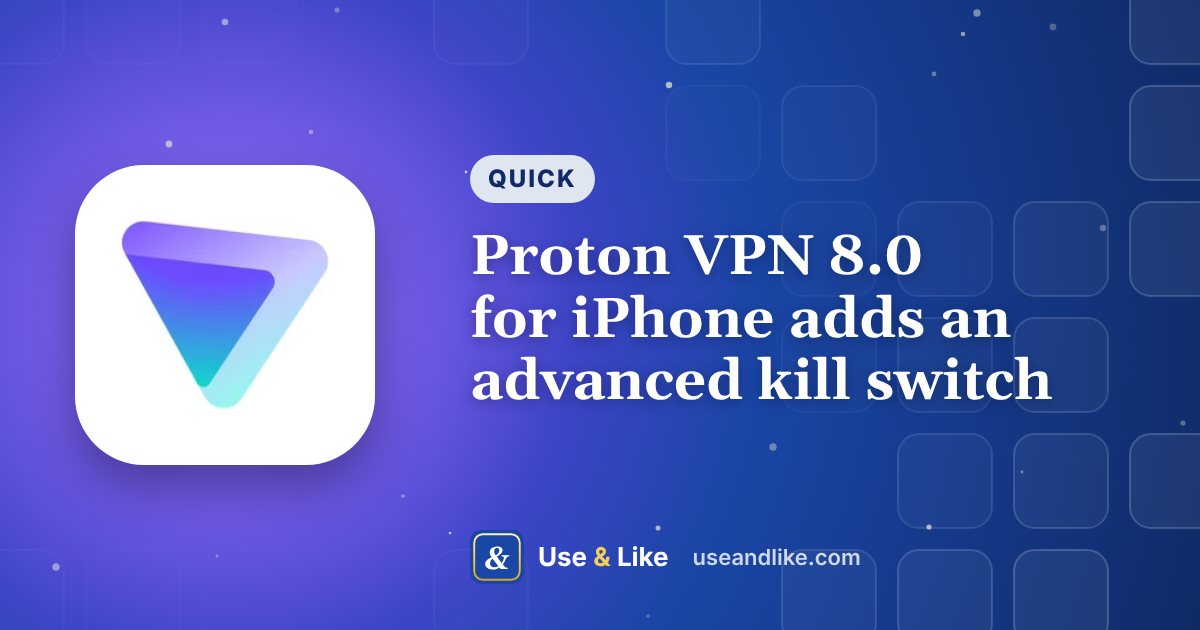 QUICK
Proton VPN 8.0
for iPhone adds an
advanced kill switch
& Use & Like useandlike.com